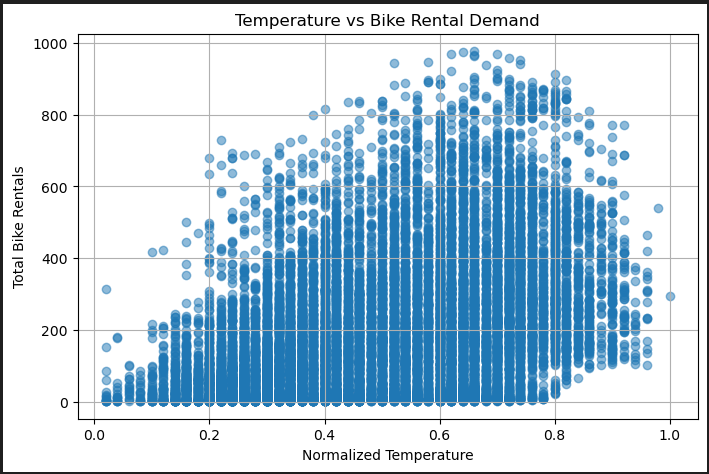 Temperature vs Bike Rental Demand
1000
800
600
400
200
0
Total Bike Rentals
0.0 0.2 0.4 0.6 0.8 1.0
Normalized Temperature